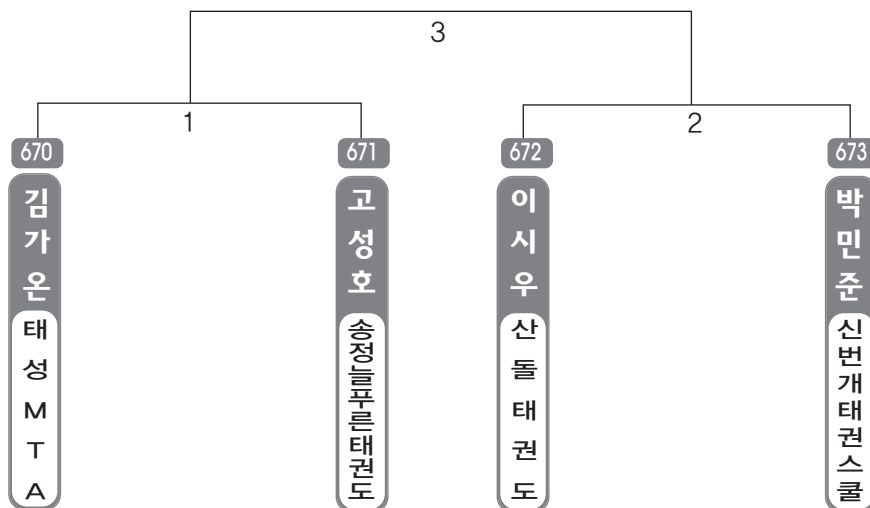 3
1
2
670
671
672
673
김가온
고성호
이시우
박민준
태성MTA
송정늘푸른태권도
산돌태권도
신번개태권스쿨